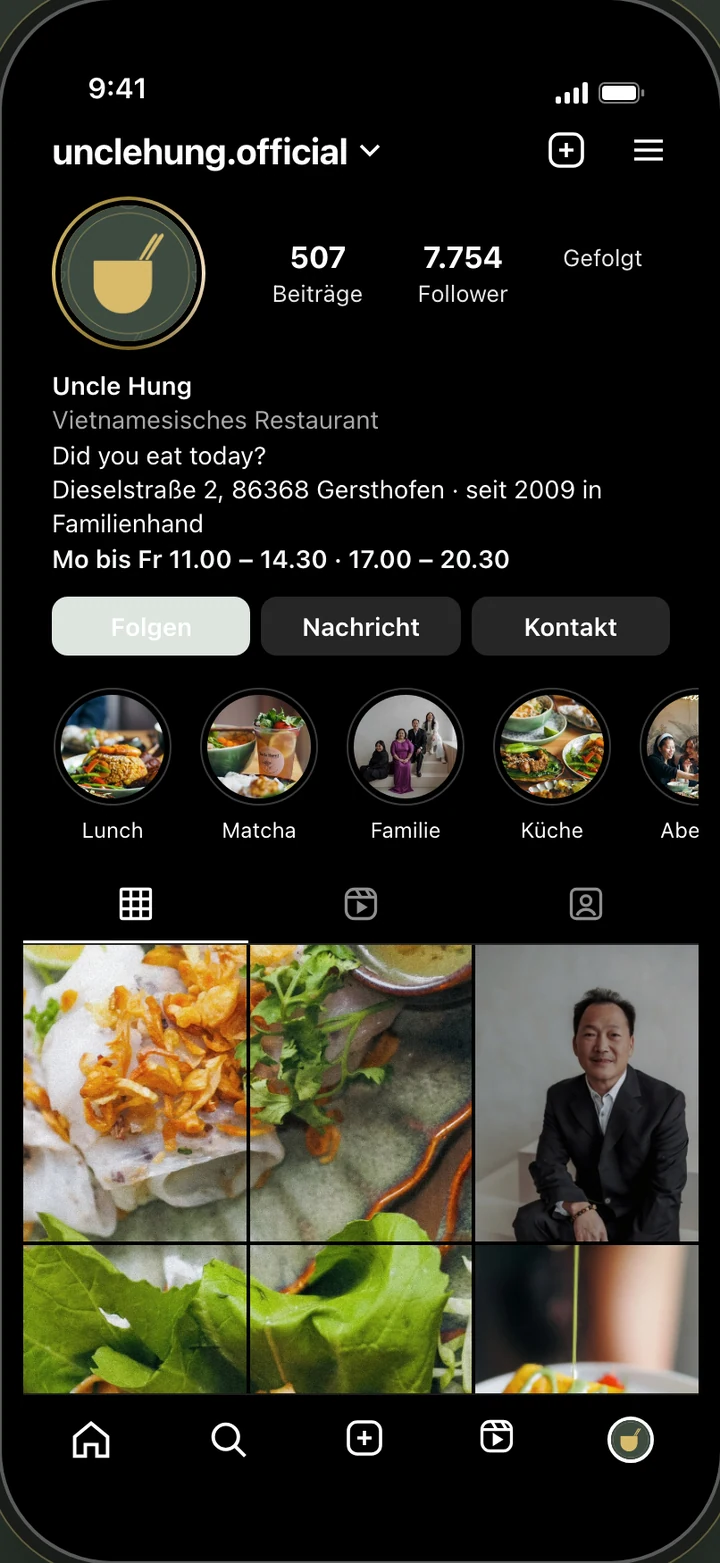 9:41
unclehung.official
507
Beiträge
7.754
Follower
Gefolgt
Uncle Hung
Vietnamesisches Restaurant
Did you eat today?
Dieselstraße 2, 86368 Gersthofen · seit 2009 in
Familienhand
Mo bis Fr 11.00 – 14.30 · 17.00 – 20.30
Folgen
Nachricht
Kontakt
Lunch
Matcha
Familie
Küche
Abe